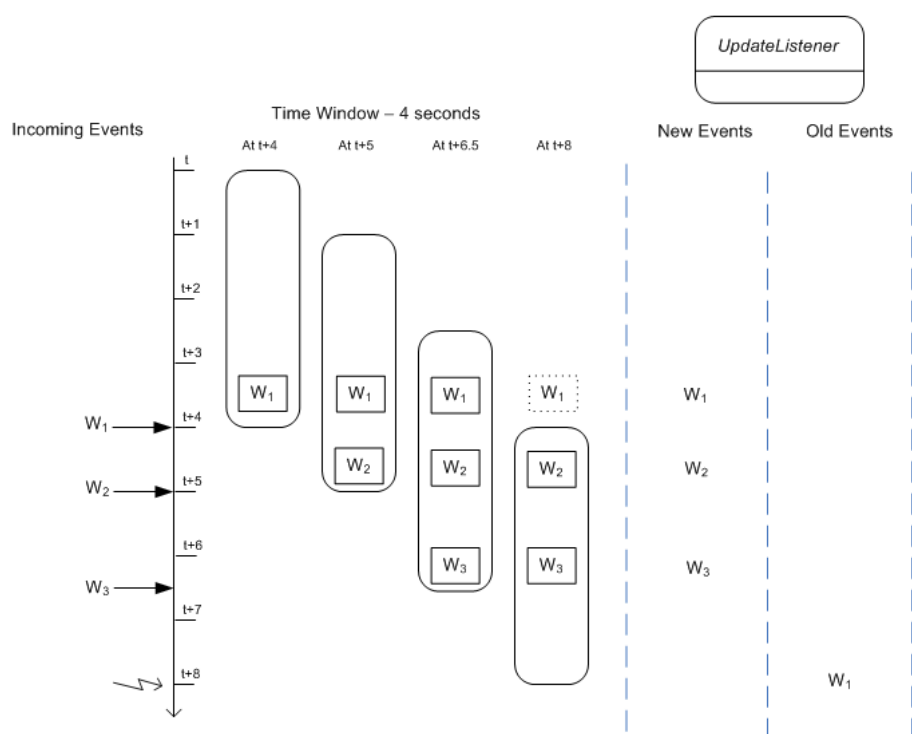 UpdateListener
Time Window – 4 seconds
Incoming Events
New Events
Old Events
At t+4
At t+5
At t+6.5
At t+8
t
t+1
t+2
t+3
W1
W1
W1
W1
W1
t+4
W1
W2
W2
W2
W2
t+5
W2
t+6
W3
W3
W3
W3
t+7
t+8
W1